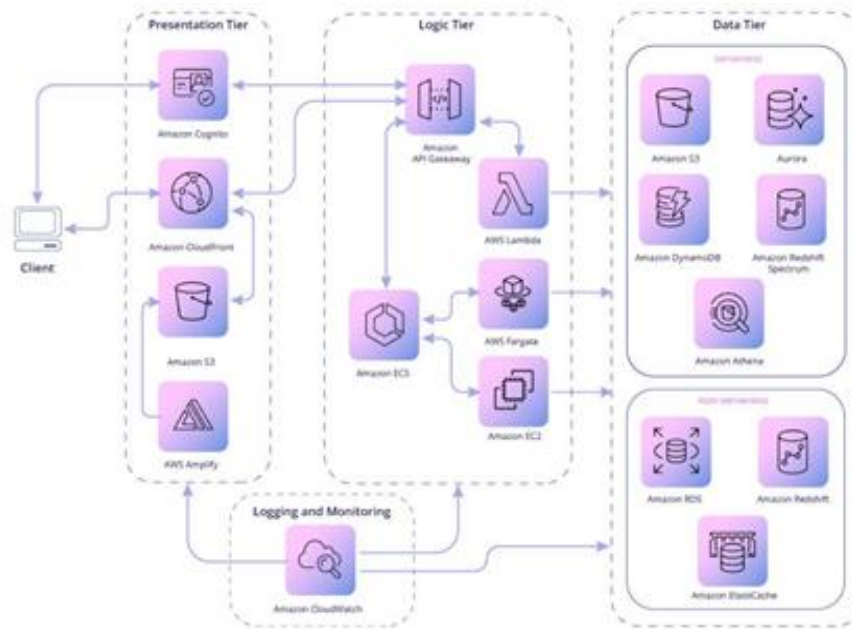 Presentation Tier
Logic Tier
Data Tier
Amazon Cognito
Amazon CloudFront
Amazon S3
AWS Amplify
Client
Amazon
API Gateaway
AWS Lambda
Amazon ECS
AWS Fargate
Amazon EC2
Amazon S3
Aurora
Amazon DynamoDB
Amazon Redshift
Spectrum
Amazon Athena
Amazon RDS
Amazon Redshift
Amazon ElastiCache
Logging and Monitoring
Amazon CloudWatch